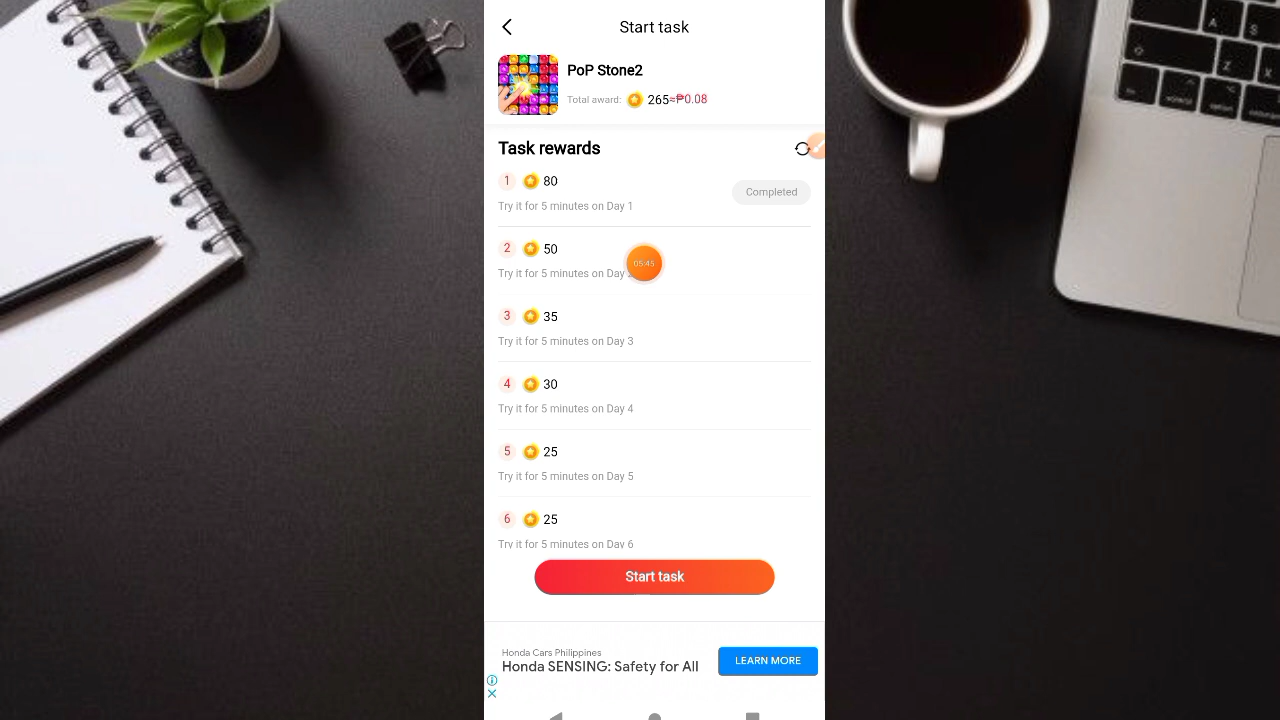 Start task
PoP Stone2
Total award: 265≈₱0.08
Task rewards
1 80
Completed
Try it for 5 minutes on Day 1
2 50
05:45
Try it for 5 minutes on Day
3 35
Try it for 5 minutes on Day 3
4 30
Try it for 5 minutes on Day 4
5 25
Try it for 5 minutes on Day 5
6 25
Try it for 5 minutes on Day 6
Start task
Honda Cars Philippines
Honda SENSING: Safety for All
LEARN MORE